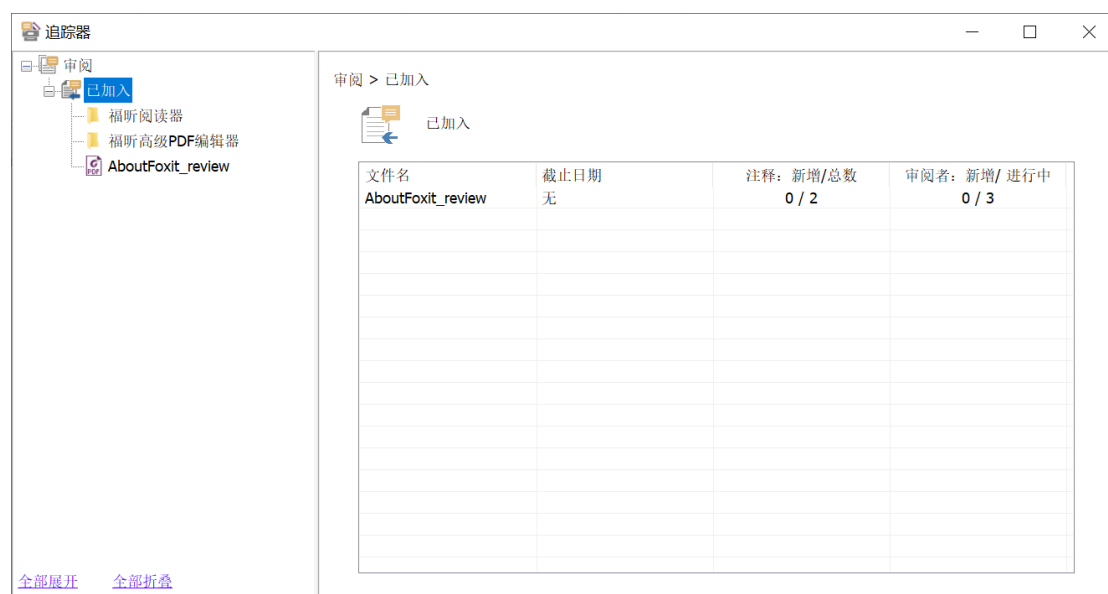 追踪器
审阅
已加入
福昕阅读器
福昕高级PDF编辑器
AboutFoxit_review
全部展开 全部折叠
审阅 > 已加入
已加入
文件名 截止日期 注释：新增/总数 审阅者：新增/ 进行中
AboutFoxit_review 无 0 / 2 0 / 3